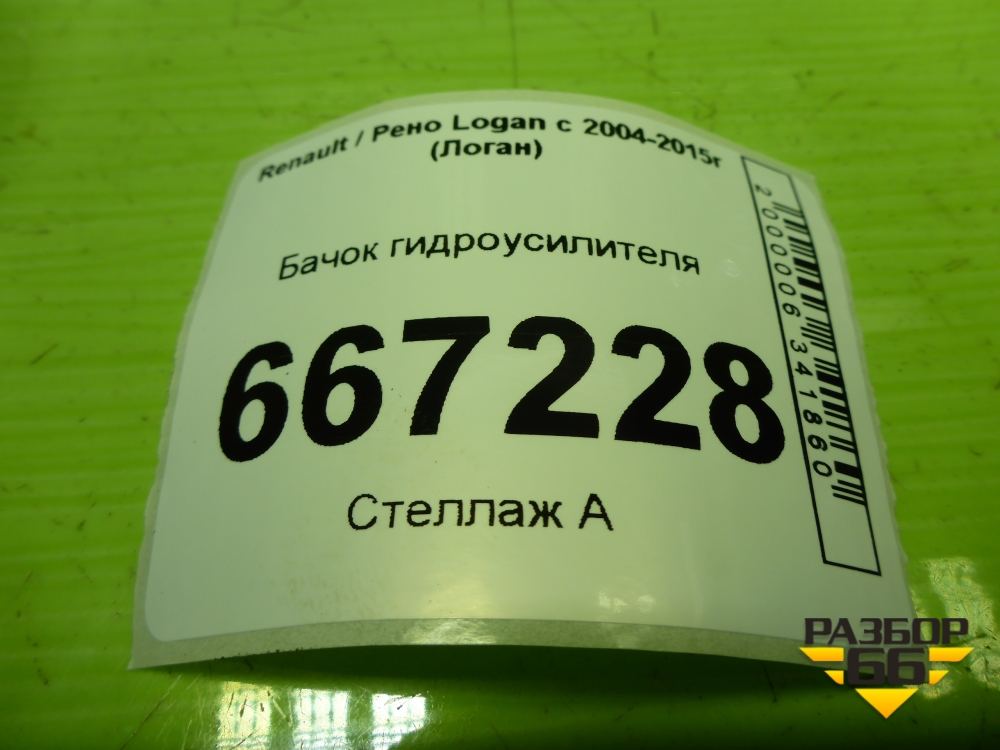 Renault / Рено Logan с 2004-2015г
(Логан)
Бачок гидроусилителя
667228
Стеллаж А
2000006341860
РАЗБОР
66